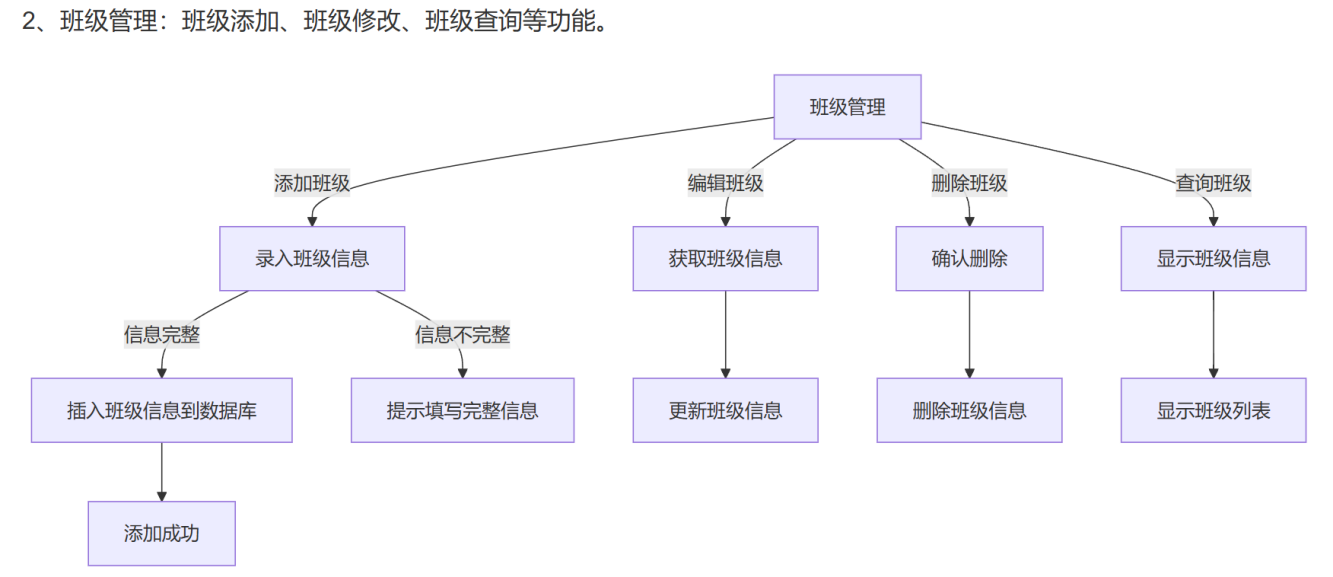 2、班级管理：班级添加、班级修改、班级查询等功能。
班级管理
添加班级
编辑班级
删除班级
查询班级
录入班级信息
获取班级信息
确认删除
显示班级信息
信息完整
信息不完整
插入班级信息到数据库
提示填写完整信息
更新班级信息
删除班级信息
显示班级列表
添加成功